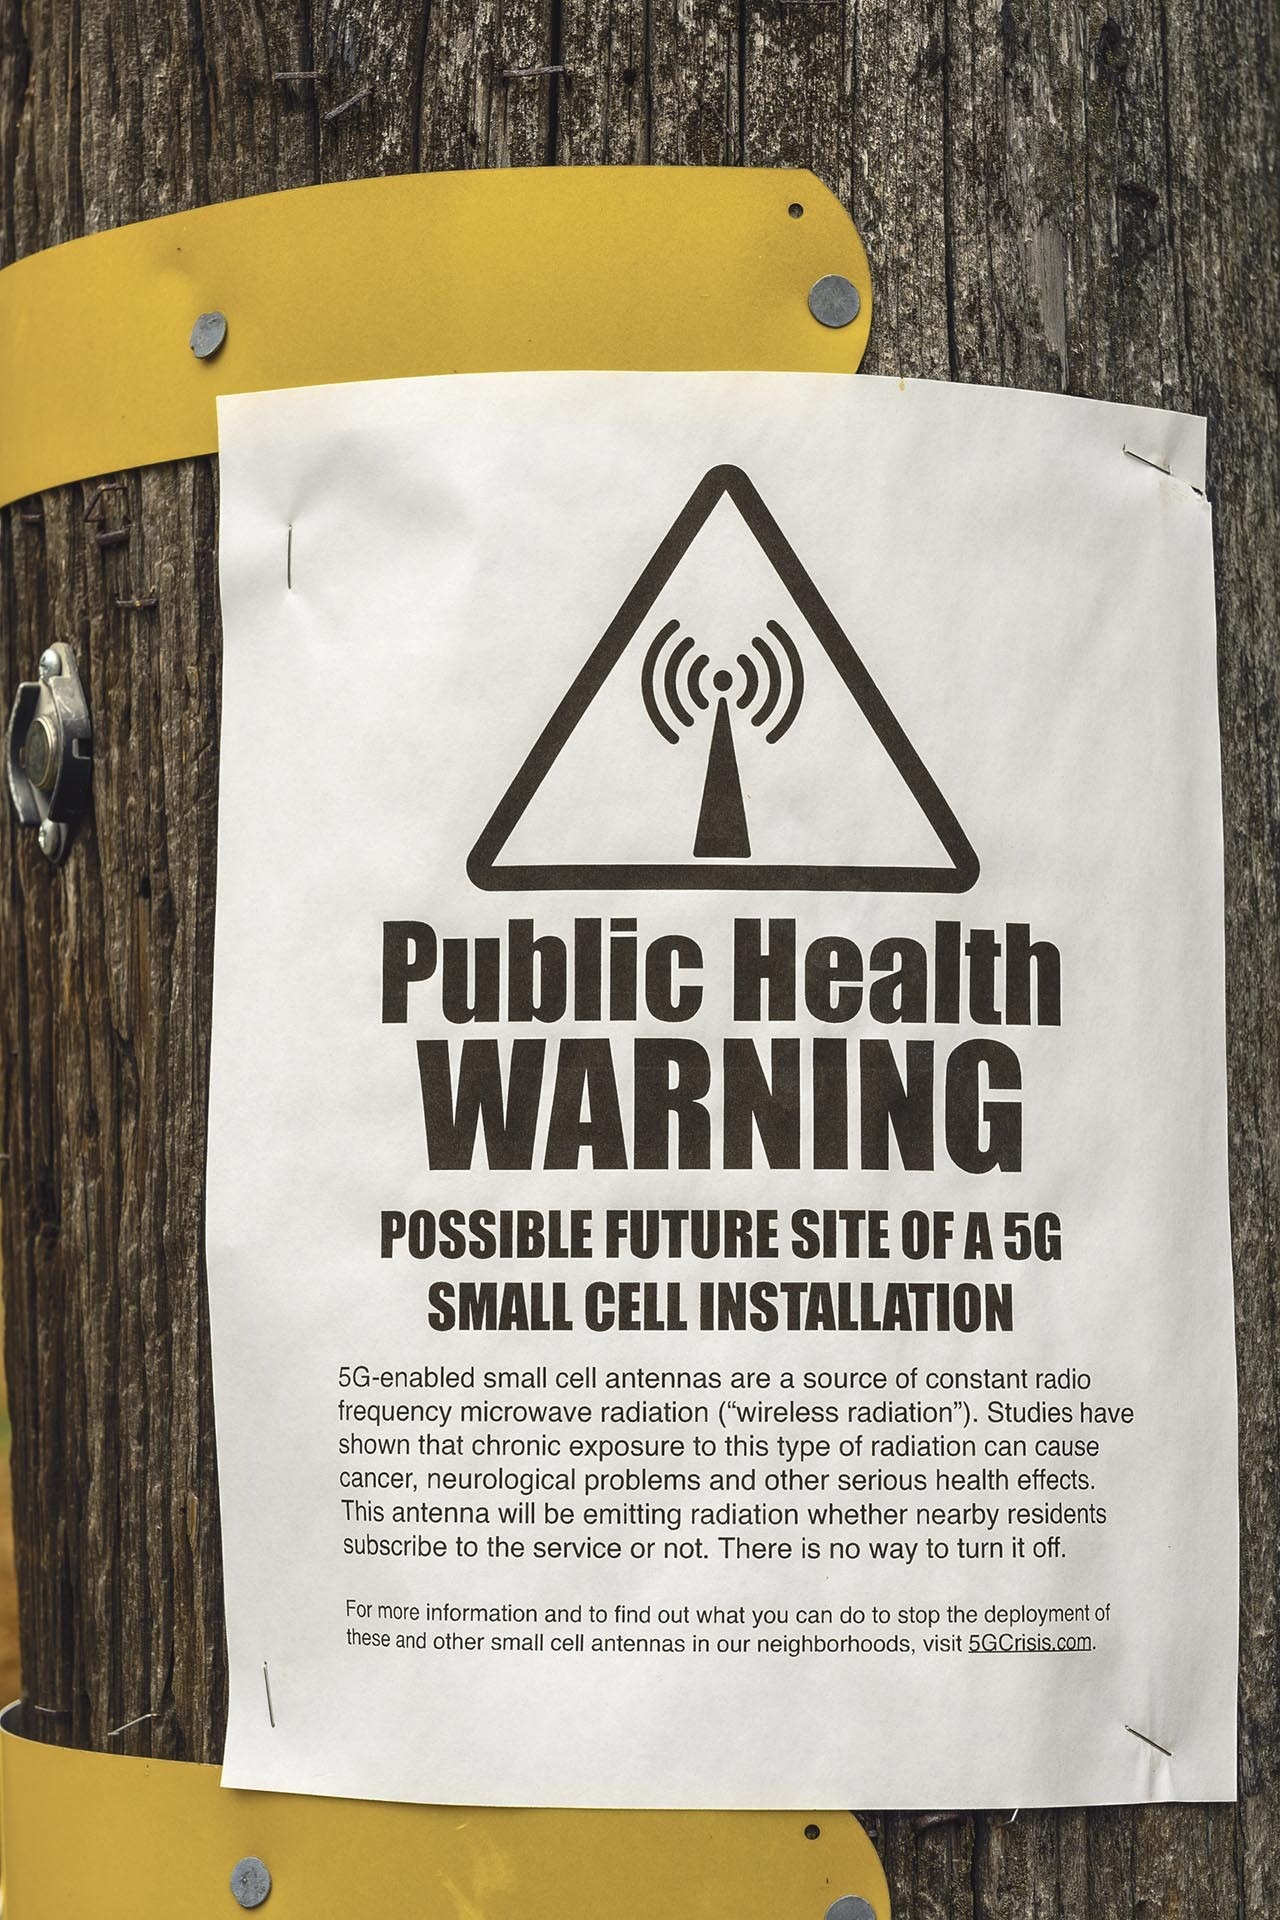 Public Health
WARNING
POSSIBLE FUTURE SITE OF A 5G
SMALL CELL INSTALLATION
5G-enabled small cell antennas are a source of constant radio
frequency microwave radiation (“wireless radiation”). Studies have
shown that chronic exposure to this type of radiation can cause
cancer, neurological problems and other serious health effects.
This antenna will be emitting radiation whether nearby residents
subscribe to the service or not. There is no way to turn it off.
For more information and to find out what you can do to stop the deployment of
these and other small cell antennas in our neighborhoods, visit 5GCrisis.com.